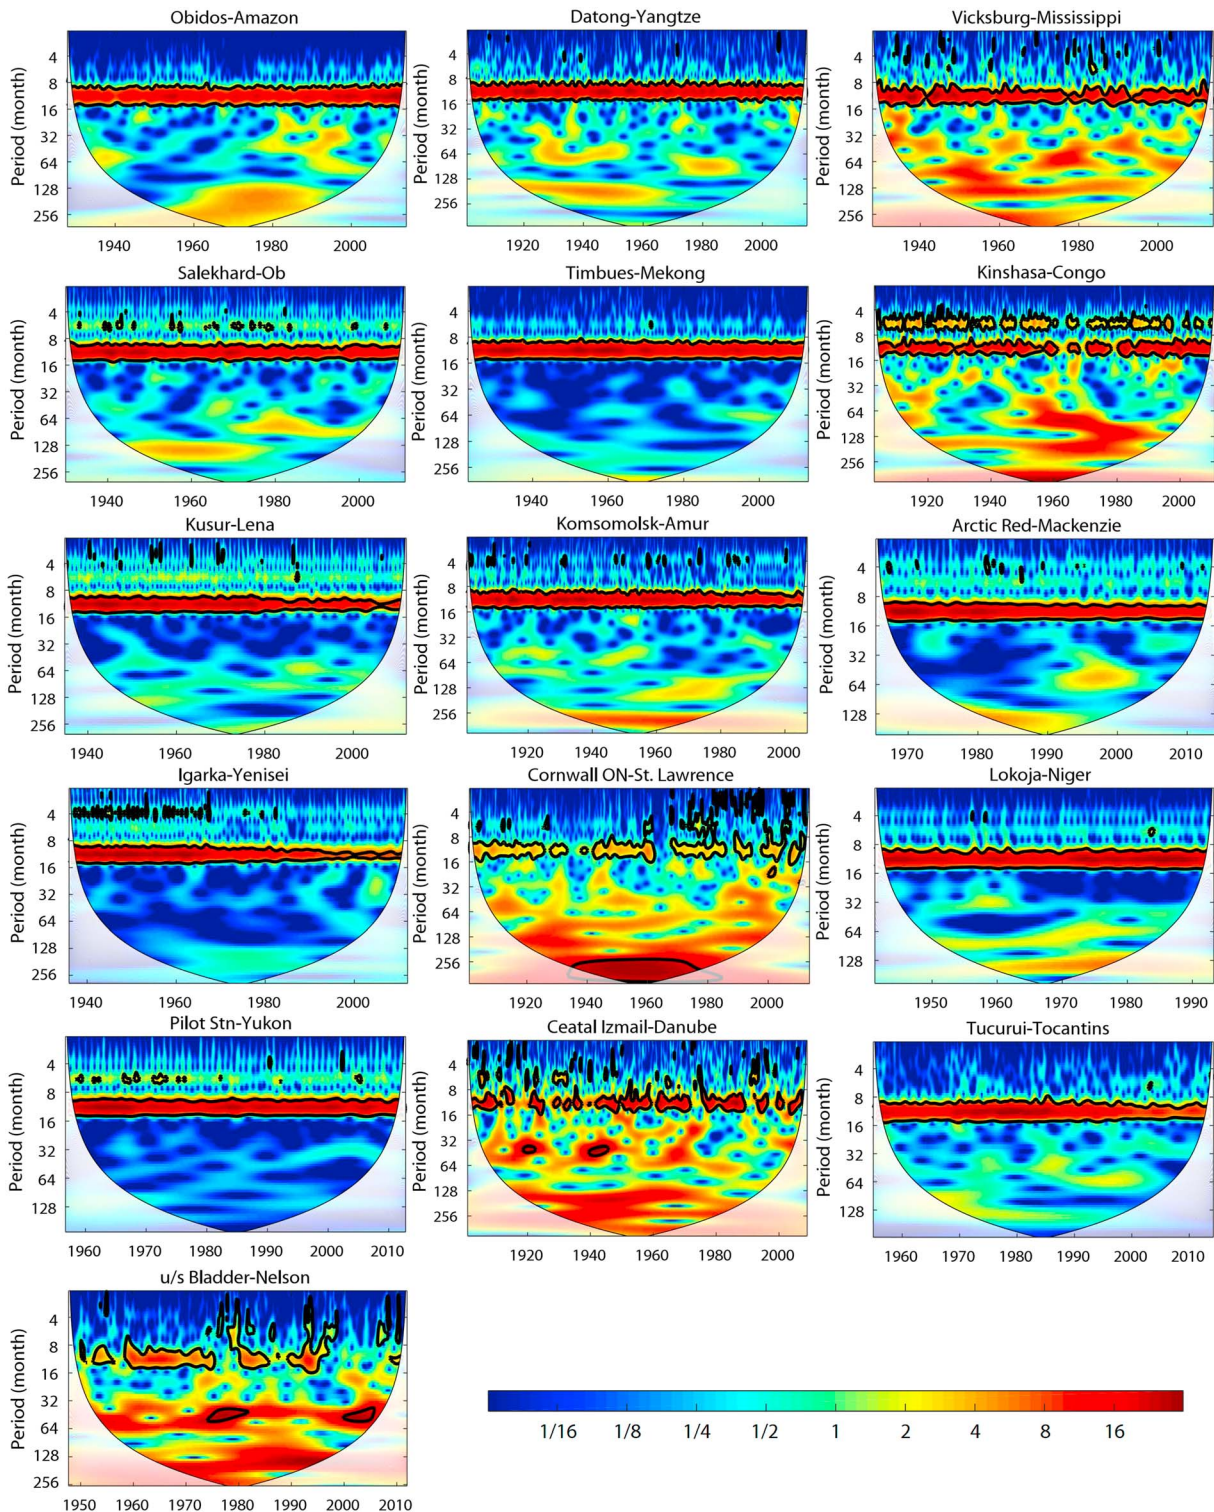 Obidos-Amazon Datong-Yangtze Vicksburg-Mississippi
Period (month) 4 8 16 32 64 128 256
4 8 16 32 64 128 256
Period (month) 4 8 16 32 64 128 256
1940 1960 1980 2000
1920 1940 1960 1980 2000
1940 1960 1980 2000
Salekhard-Ob Timbues-Mekong Kinshasa-Congo
Period (month) 4 8 16 32 64 128 256
4 8 16 32 64 128 256
Period (month) 4 8 16 32 64 128 256
1940 1960 1980 2000
1940 1960 1980 2000
1920 1940 1960 1980 2000
Kusur-Lena Komsomolsk-Amur Arctic Red-Mackenzie
Period (month) 4 8 16 32 64 128 256
4 8 16 32 64 128 256
Period (month) 4 8 16 32 64 128
1940 1960 1980 2000
1920 1940 1960 1980 2000
1970 1980 1990 2000 2010
Igarka-Yenisei Cornwall ON-St. Lawrence Lokoja-Niger
Period (month) 4 8 16 32 64 128 256
4 8 16 32 64 128 256
Period (month) 4 8 16 32 64 128
1940 1960 1980 2000
1920 1940 1960 1980 2000
1950 1960 1970 1980 1990
Pilot Stn-Yukon Ceatal Izmail-Danube Tucurui-Tocantins
Period (month) 4 8 16 32 64 128
4 8 16 32 64 128 256
Period (month) 4 8 16 32 64 128
1960 1970 1980 1990 2000 2010
1920 1940 1960 1980 2000
1960 1970 1980 1990 2000 2010
u/s Bladder-Nelson
Period (month) 4 8 16 32 64 128 256
1950 1960 1970 1980 1990 2000 2010
1/16 1/8 1/4 1/2 1 2 4 8 16